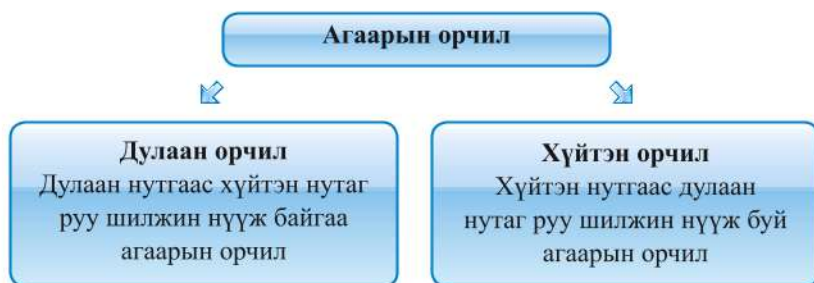 Агаарын орчил
Дулаан орчил
Дулаан нутгаас хүйтэн нутаг
руу шилжин нүүж байгаа
агаарын орчил
Хүйтэн орчил
Хүйтэн нутгаас дулаан
нутаг руу шилжин нүүж буй
агаарын орчил